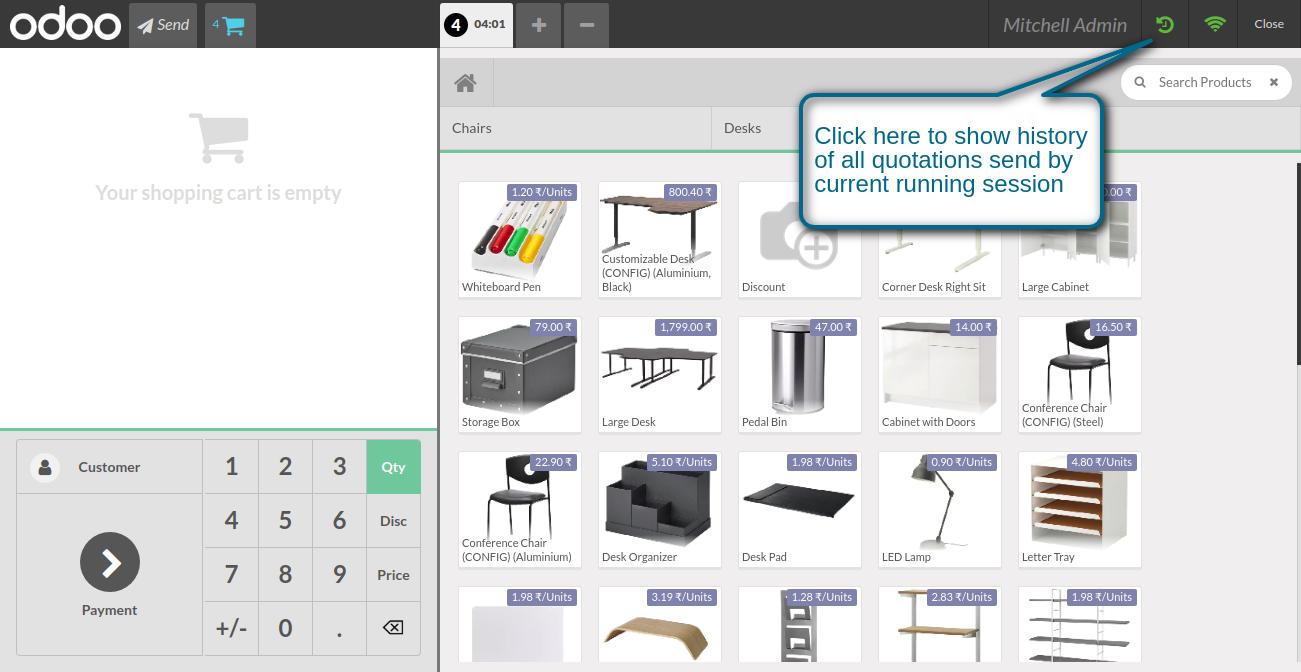 odoo
Send
4
4 04:01
+
−
Mitchell Admin
Close
Search Products
Chairs
Desks
Click here to show history
of all quotations send by
current running session
Your shopping cart is empty
1.20 ₹/Units
Whiteboard Pen
800.40 ₹
Customizable Desk
(CONFIG) (Aluminium,
Black)
Discount
Corner Desk Right Sit
Large Cabinet
79.00 ₹
Storage Box
1,799.00 ₹
Large Desk
47.00 ₹
Pedal Bin
14.00 ₹
Cabinet with Doors
16.50 ₹
Conference Chair
(CONFIG) (Steel)
22.90 ₹
Conference Chair
(CONFIG) (Aluminium)
5.10 ₹/Units
Desk Organizer
1.98 ₹/Units
Desk Pad
0.90 ₹/Units
LED Lamp
4.80 ₹/Units
Letter Tray
1.98 ₹/Units
3.19 ₹/Units
1.28 ₹/Units
2.83 ₹/Units
1.98 ₹/Units
Customer
Payment
1 2 3 Qty
4 5 6 Disc
7 8 9 Price
+/- 0 .